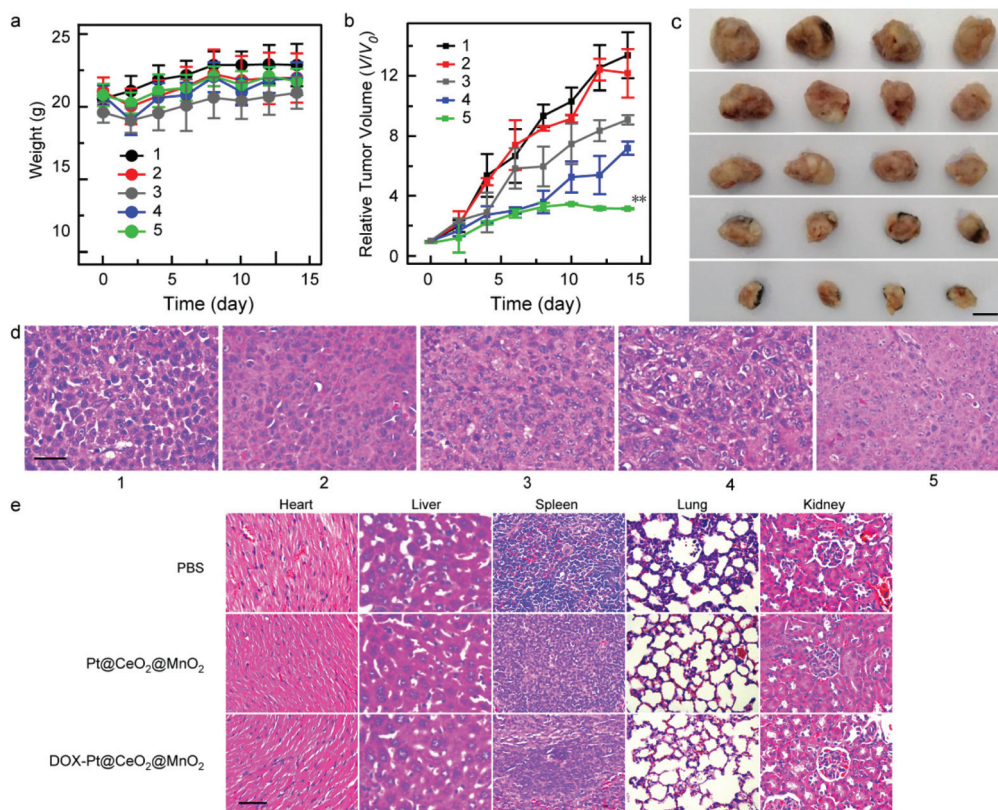 a
25
20
15
10
Weight (g)
1
2
3
4
5
0 5 10 15
Time (day)
b
12
8
4
0
Relative Tumor Volume (V/V₀)
1
2
3
4
5
**
0 5 10 15
Time (day)
c
d
1 2 3 4 5
e
Heart Liver Spleen Lung Kidney
PBS
Pt@CeO₂@MnO₂
DOX-Pt@CeO₂@MnO₂